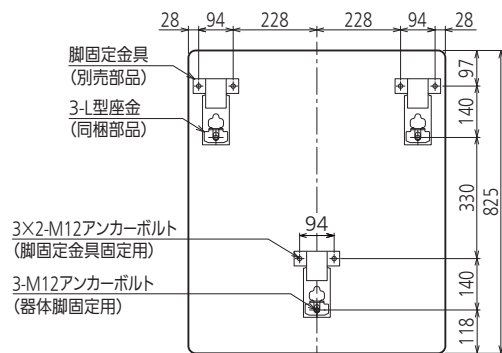 28 94 228 228 94 28
脚固定金具
(別売部品)
97
3-L型座金
(同梱部品)
140
330
825
3×2-M12アンカーボルト
(脚固定金具固定用)
94
3-M12アンカーボルト
(器体脚固定用)
140
118